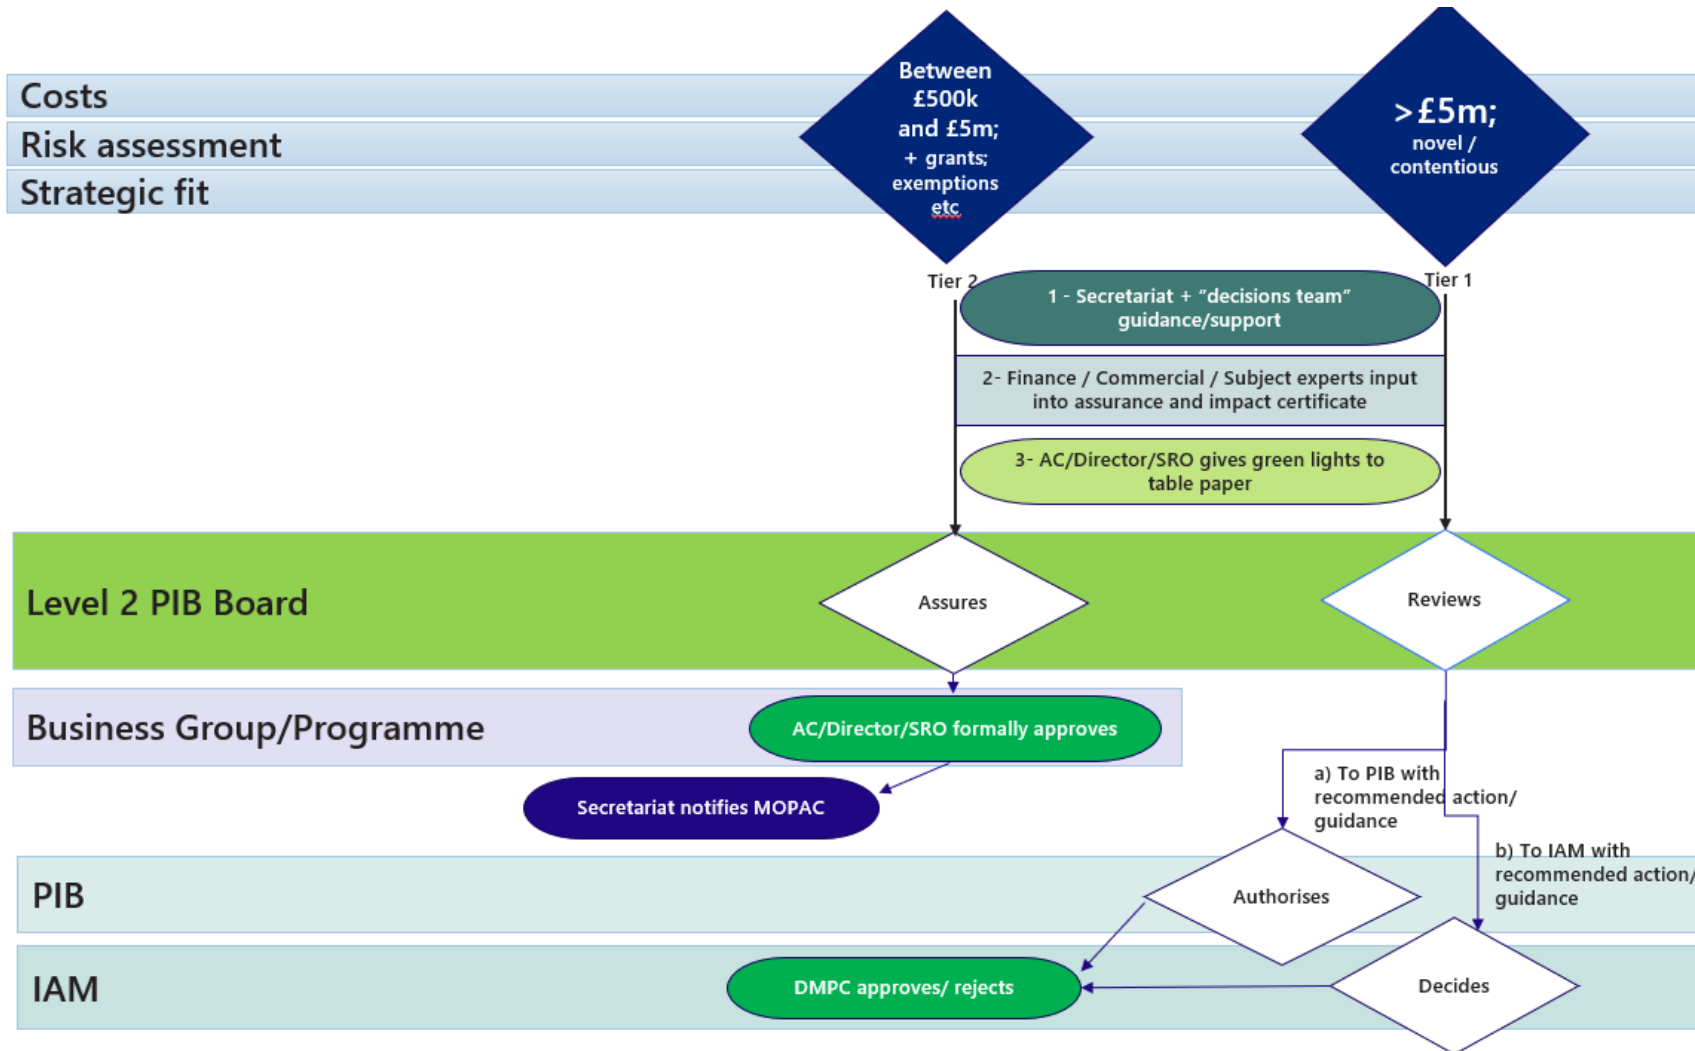 Costs
Risk assessment
Strategic fit
Between
£500k
and £5m;
+ grants;
exemptions
etc
>£5m;
novel /
contentious
Tier 2
Tier 1
1 - Secretariat + “decisions team”
guidance/support
2- Finance / Commercial / Subject experts input
into assurance and impact certificate
3- AC/Director/SRO gives green lights to
table paper
Level 2 PIB Board
Assures
Reviews
Business Group/Programme
AC/Director/SRO formally approves
Secretariat notifies MOPAC
a) To PIB with
recommended action/
guidance
b) To IAM with
recommended action/
guidance
PIB
Authorises
IAM
DMPC approves/ rejects
Decides